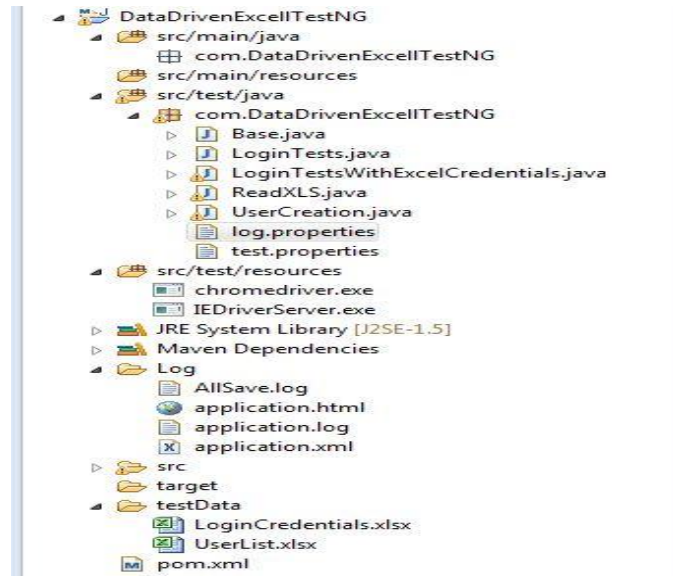 DataDrivenExcellTestNG
src/main/java
com.DataDrivenExcellTestNG
src/main/resources
src/test/java
com.DataDrivenExcellTestNG
Base.java
LoginTests.java
LoginTestsWithExcelCredentials.java
ReadXLS.java
UserCreation.java
log.properties
test.properties
src/test/resources
chromedriver.exe
IEDriverServer.exe
JRE System Library [J2SE-1.5]
Maven Dependencies
Log
AllSave.log
application.html
application.log
application.xml
src
target
testData
LoginCredentials.xlsx
UserList.xlsx
pom.xml